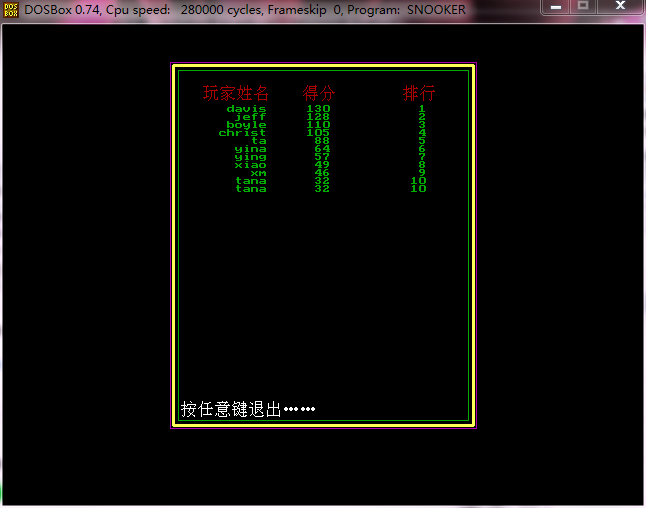 DOS
BOX
DOSBox 0.74, Cpu speed: 280000 cycles, Frameskip 0, Program: SNOOKER
玩家姓名 得分 排行
davis 130 1
jeff 128 2
boyle 110 3
christ 105 4
ta 88 5
yina 64 6
ying 57 7
xiao 49 8
xm 46 9
tana 32 10
tana 32 10
按任意键退出……